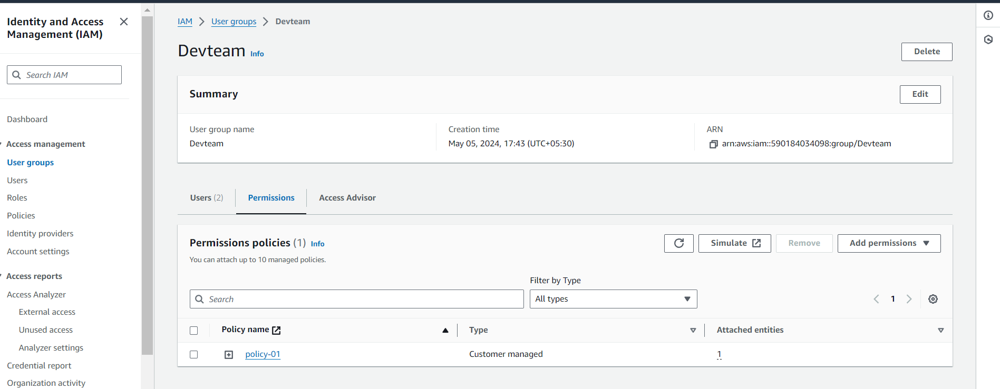 Identity and Access
Management (IAM)
Search IAM
Dashboard
Access management
User groups
Users
Roles
Policies
Identity providers
Account settings
Access reports
Access Analyzer
External access
Unused access
Analyzer settings
Credential report
Organization activity
IAM > User groups > Devteam
Devteam Info
Delete
Summary
Edit
User group name
Devteam
Creation time
May 05, 2024, 17:43 (UTC+05:30)
ARN
arn:aws:iam::590184034098:group/Devteam
Users (2) Permissions Access Advisor
Permissions policies (1) Info
You can attach up to 10 managed policies.
Simulate Remove Add permissions
Filter by Type
Search
All types
1
Policy name Type Attached entities
policy-01 Customer managed 1